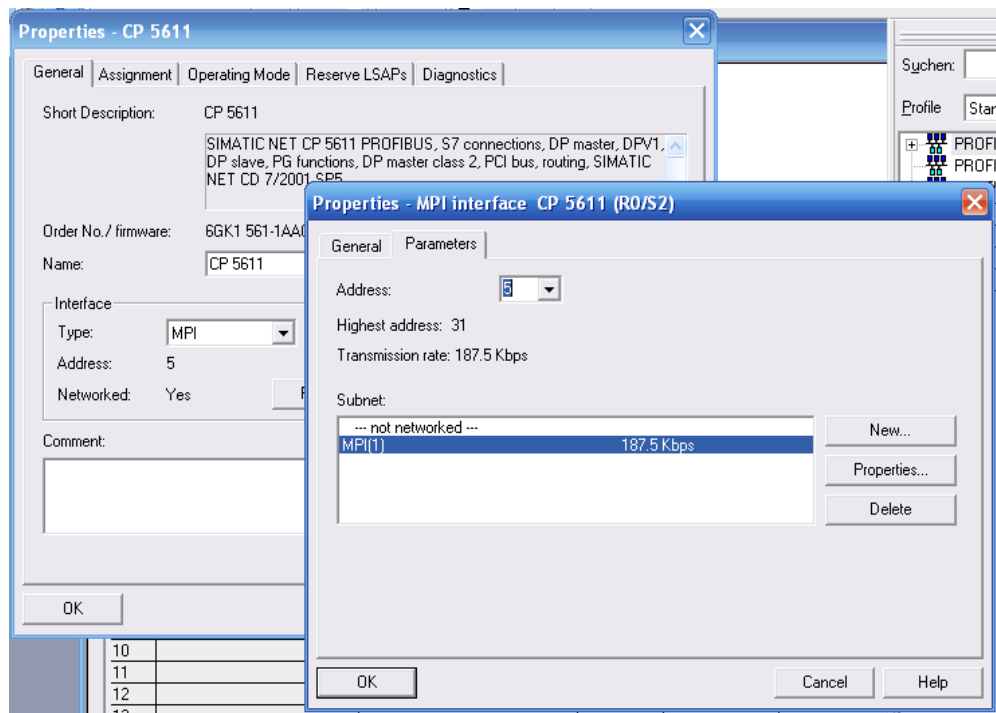 Properties - CP 5611
General Assignment Operating Mode Reserve LSAPs Diagnostics
Short Description: CP 5611
SIMATIC NET CP 5611 PROFIBUS, S7 connections, DP master, DPV1,
DP slave, PG functions, DP master class 2, PCI bus, routing, SIMATIC
NET CD 7/2001 SP5
Order No./ firmware: 6GK1 561-1AA0
Name: CP 5611
Interface
Type: MPI
Address: 5
Networked: Yes
Comment:
OK
10
11
12
Suchen:
Profile Stan
PROFI
PROFI
Properties - MPI interface CP 5611 (R0/S2)
General Parameters
Address: 5
Highest address: 31
Transmission rate: 187.5 Kbps
Subnet:
--- not networked ---
MPI(1) 187.5 Kbps
New...
Properties...
Delete
OK Cancel Help